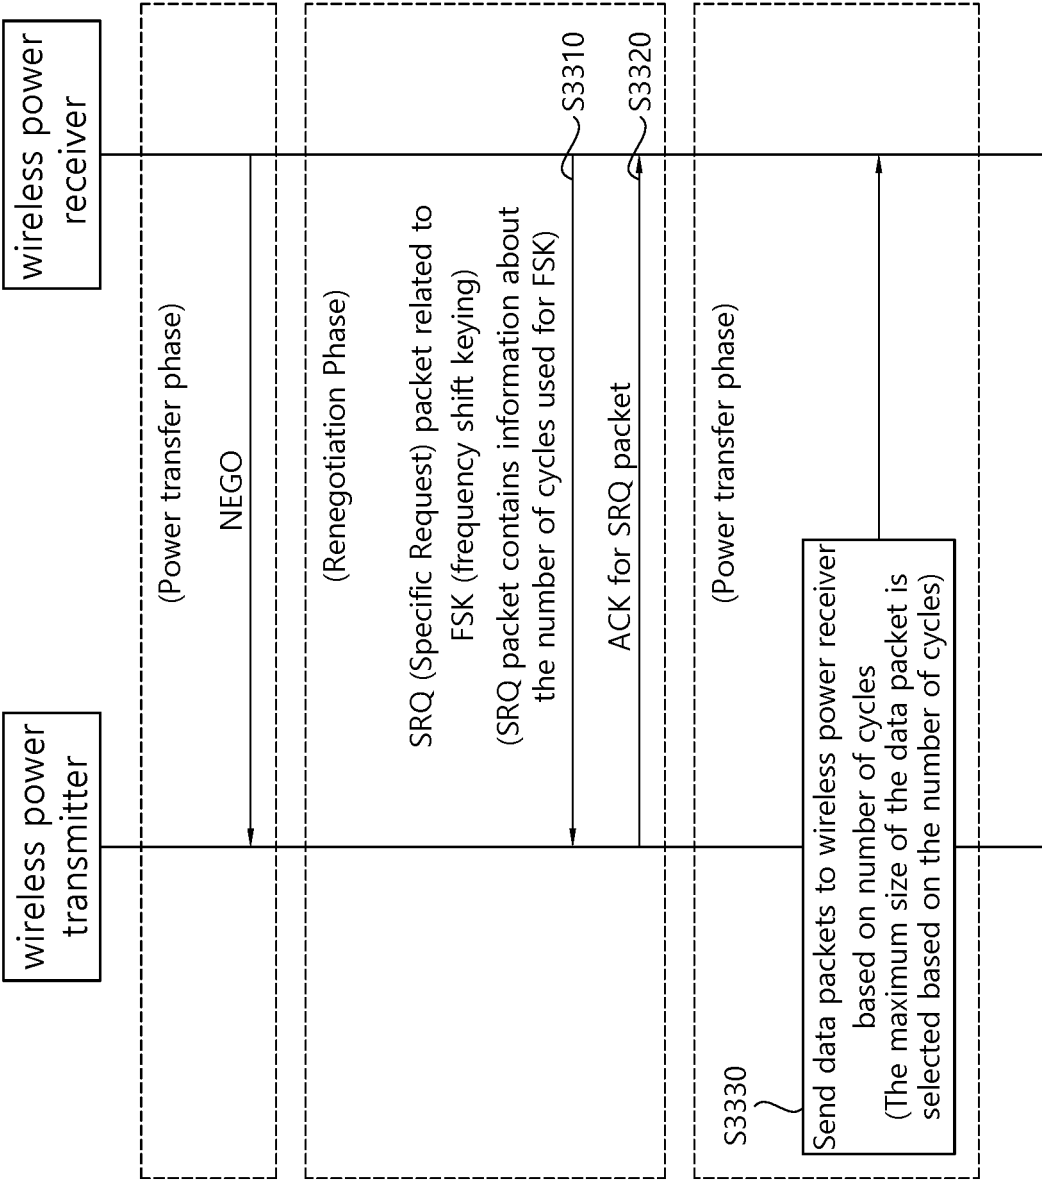 wireless power
transmitter
wireless power
receiver
(Power transfer phase)
NEGO
(Renegotiation Phase)
SRQ (Specific Request) packet related to
FSK (frequency shift keying)
(SRQ packet contains information about
the number of cycles used for FSK)
S3310
ACK for SRQ packet
S3320
(Power transfer phase)
S3330
Send data packets to wireless power receiver
based on number of cycles
(The maximum size of the data packet is
selected based on the number of cycles)